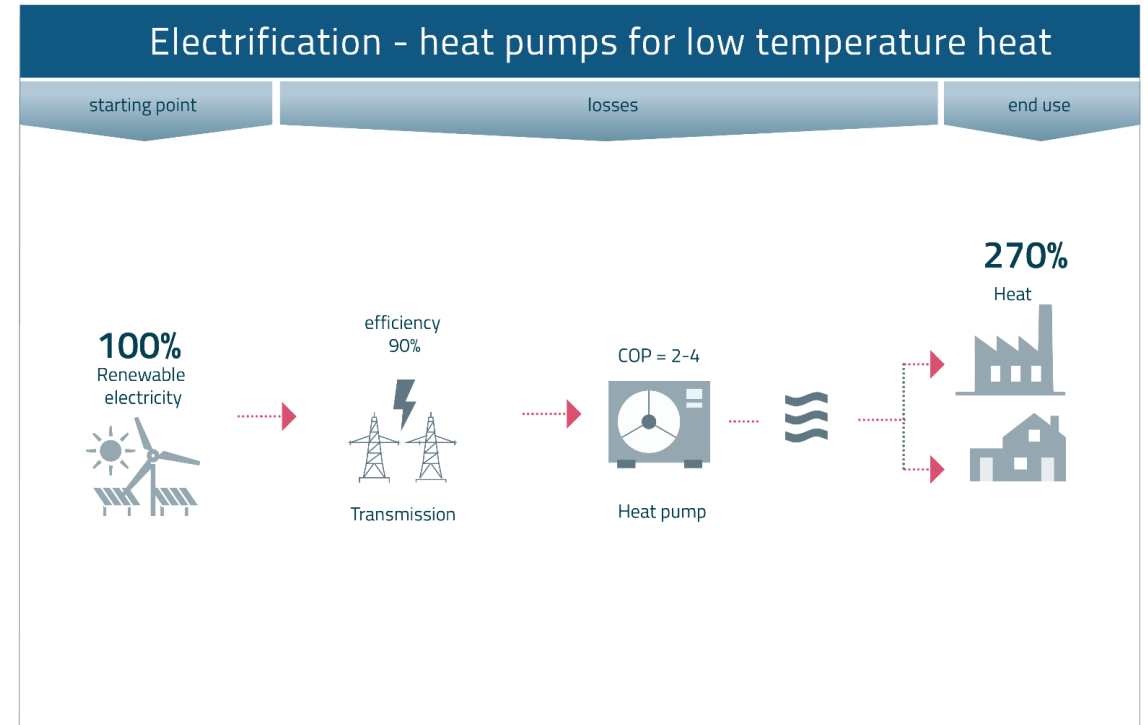 Electrification - heat pumps for low temperature heat
starting point
losses
end use
100%
Renewable
electricity
efficiency
90%
Transmission
COP = 2-4
Heat pump
270%
Heat